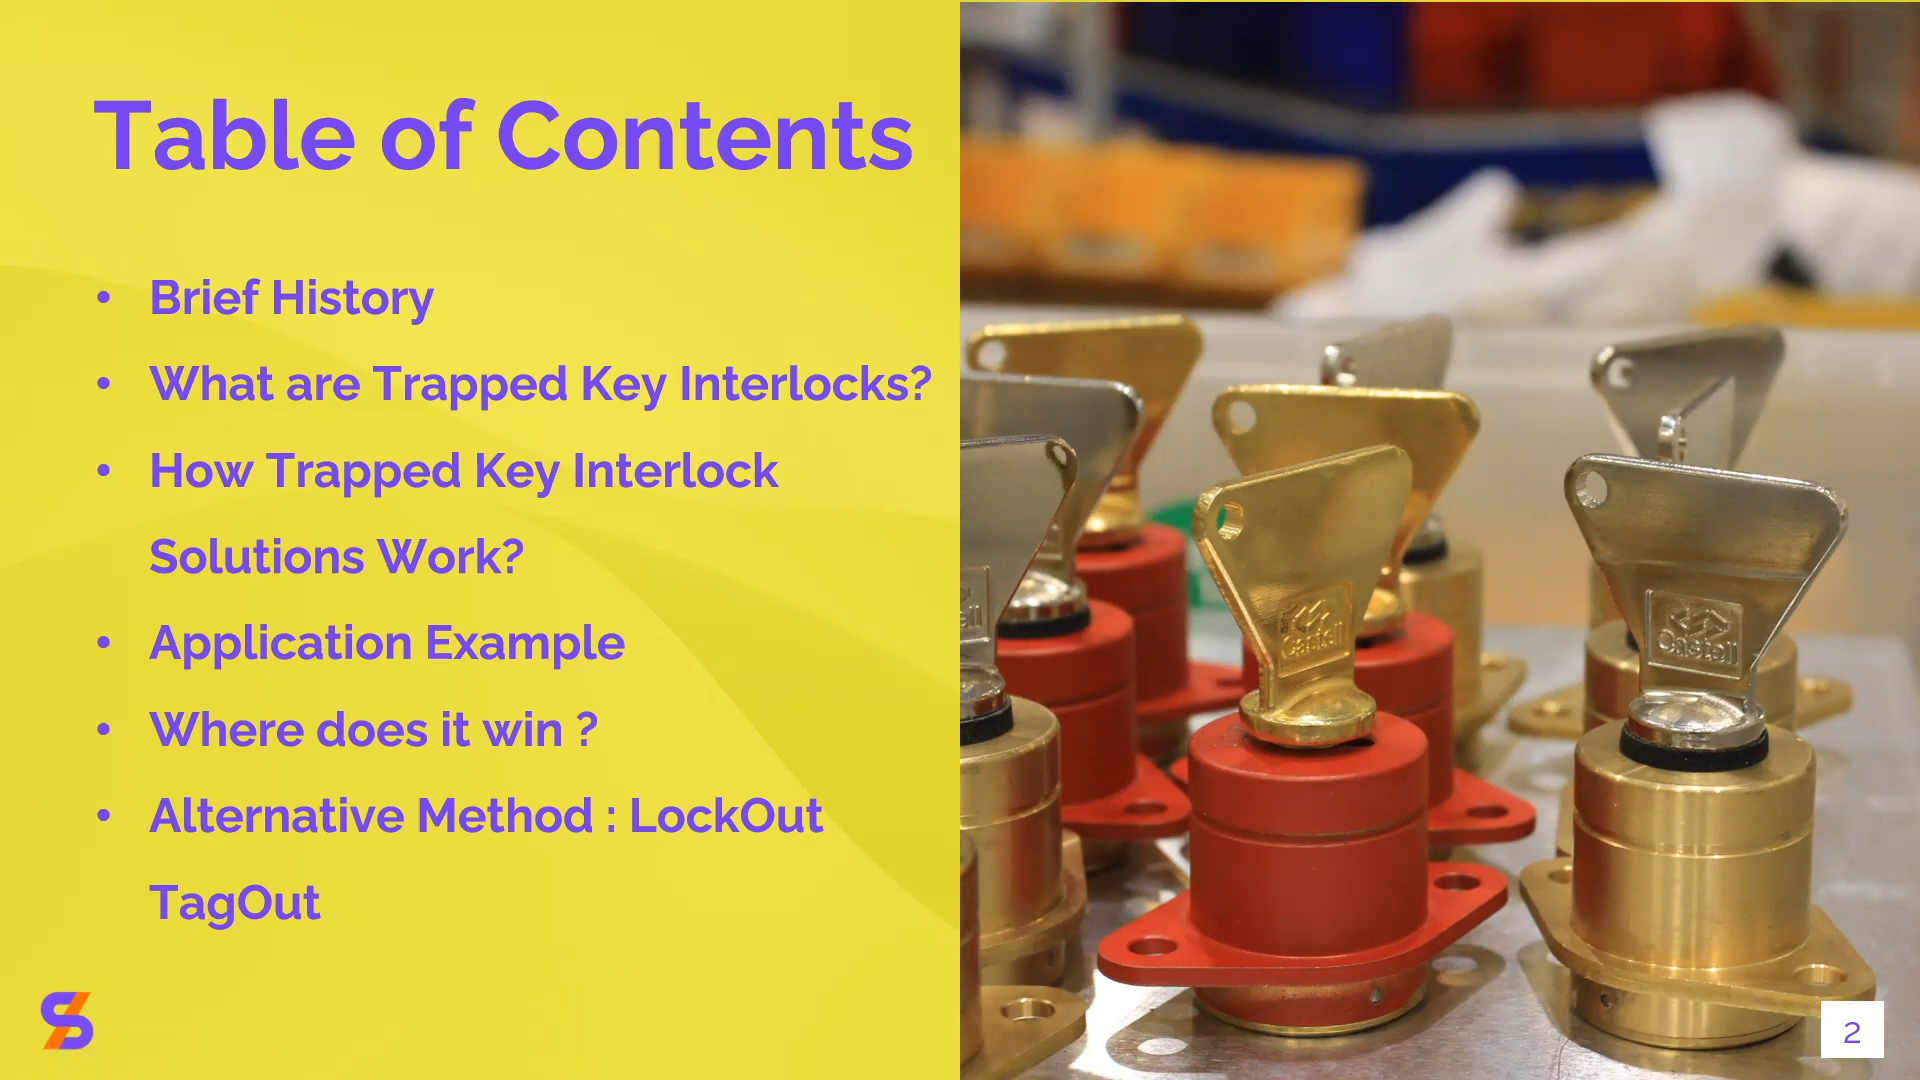 Table of Contents
• Brief History
• What are Trapped Key Interlocks?
• How Trapped Key Interlock
Solutions Work?
• Application Example
• Where does it win ?
• Alternative Method : LockOut
TagOut
Castell
Castell
2